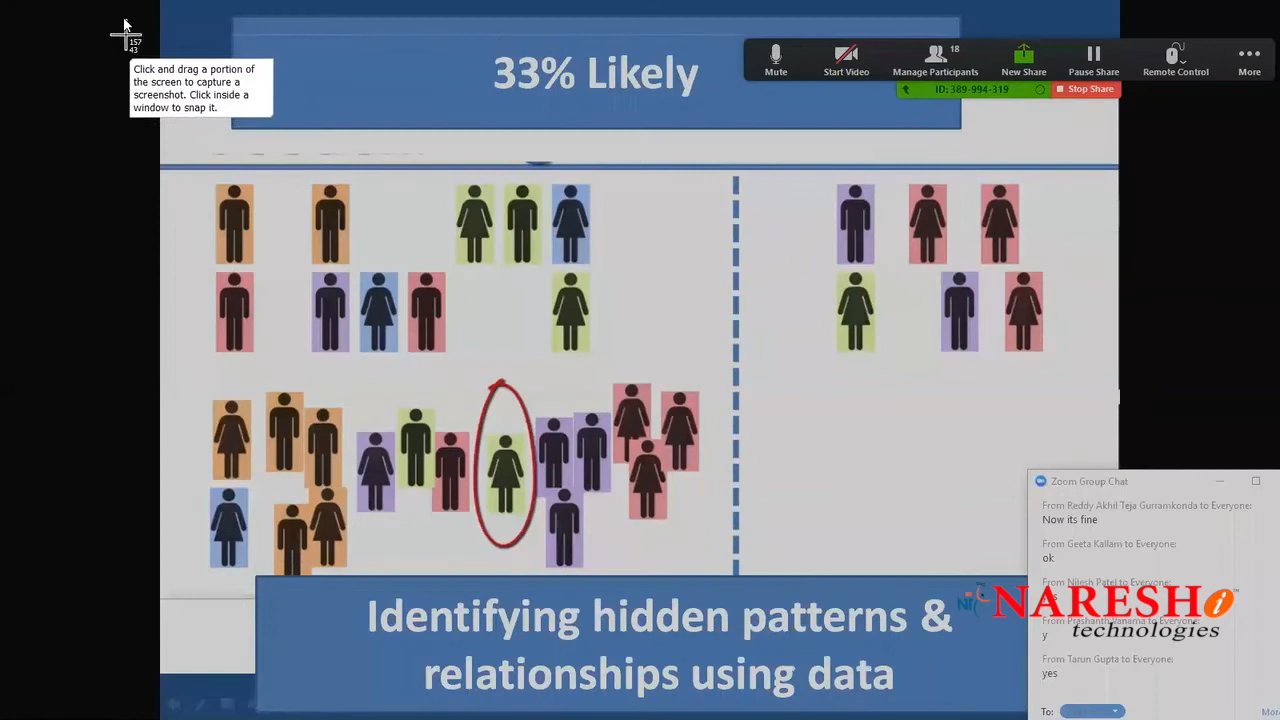 157
43
Click and drag a portion of
the screen to capture a
screenshot. Click inside a
window to snap it.
33% Likely
Mute
Start Video
Manage Participants
18
New Share
Pause Share
Remote Control
More
ID: 389-994-319
Stop Share
Zoom Group Chat
From Reddy Akhil Teja Gurramkonda to Everyone:
Now its fine
From Geeta Kallam to Everyone:
ok
From Nilesh Patel to Everyone:
From Prashanth Vanama to Everyone:
y
From Tarun Gupta to Everyone:
yes
To:
More
NARESH i
technologies
Identifying hidden patterns &
relationships using data